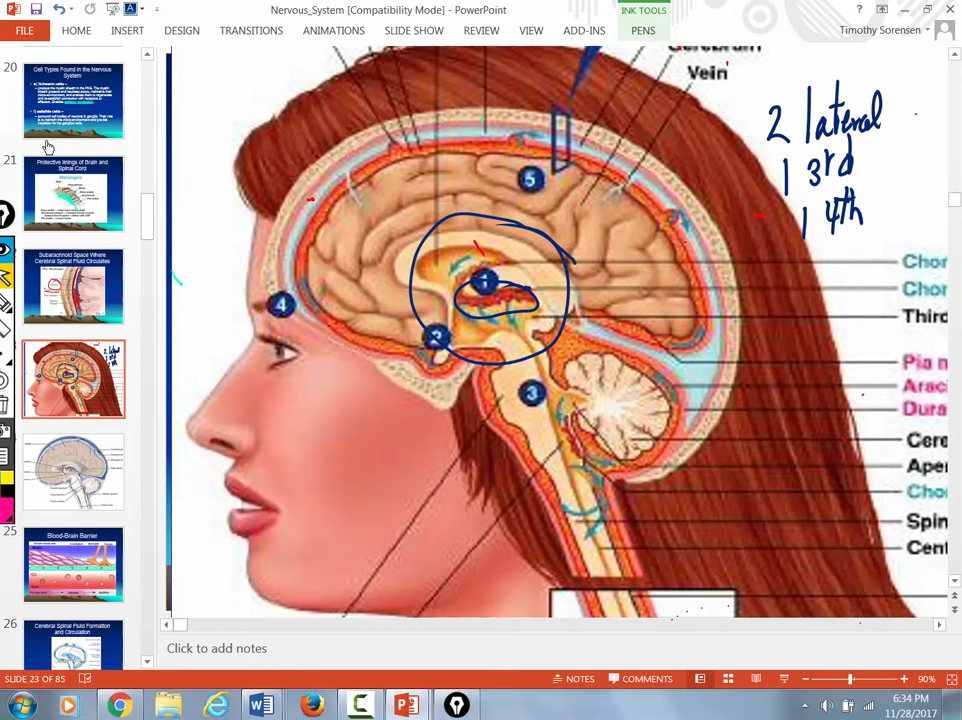 Nervous_System [Compatibility Mode] - PowerPoint
INK TOOLS
FILE HOME INSERT DESIGN TRANSITIONS ANIMATIONS SLIDE SHOW REVIEW VIEW ADD-INS PENS
Timothy Sorensen
20
Cell Types Found in the Nervous
System
21
Protective linings of Brain and
Spinal Cord
Meninges
Subarachnoid Space Where
Cerebral Spinal Fluid Circulates
25
Blood-Brain Barrier
26
Cerebral Spinal Fluid Formation
and Circulation
Cerebrum
Vein
2 lateral
1 3rd
1 4th
5
1
4
2
3
Chor
Chor
Third
Pia m
Arac
Dura
Cere
Aper
Chor
Spin
Cent
Click to add notes
SLIDE 23 OF 85
NOTES
COMMENTS
90%
6:34 PM
11/28/2017